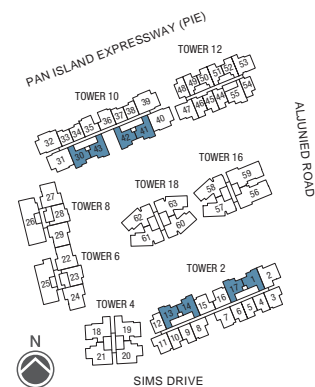 PAN ISLAND EXPRESSWAY (PIE)
TOWER 12
48 49 50 51 52 53
47 46 45 44 55 54
TOWER 10
32 33 34 35 36 37 38 39
31 30 43 42 41 40
ALJUNIED ROAD
TOWER 16
58 59
57 56
TOWER 18
62 63
61 60
TOWER 8
27
26 28
29
TOWER 6
22
25 23
24
TOWER 2
12 13 14 15 16 17 2
11 10 9 8 7 6 5 4 3
TOWER 4
18 19
21 20
N
SIMS DRIVE